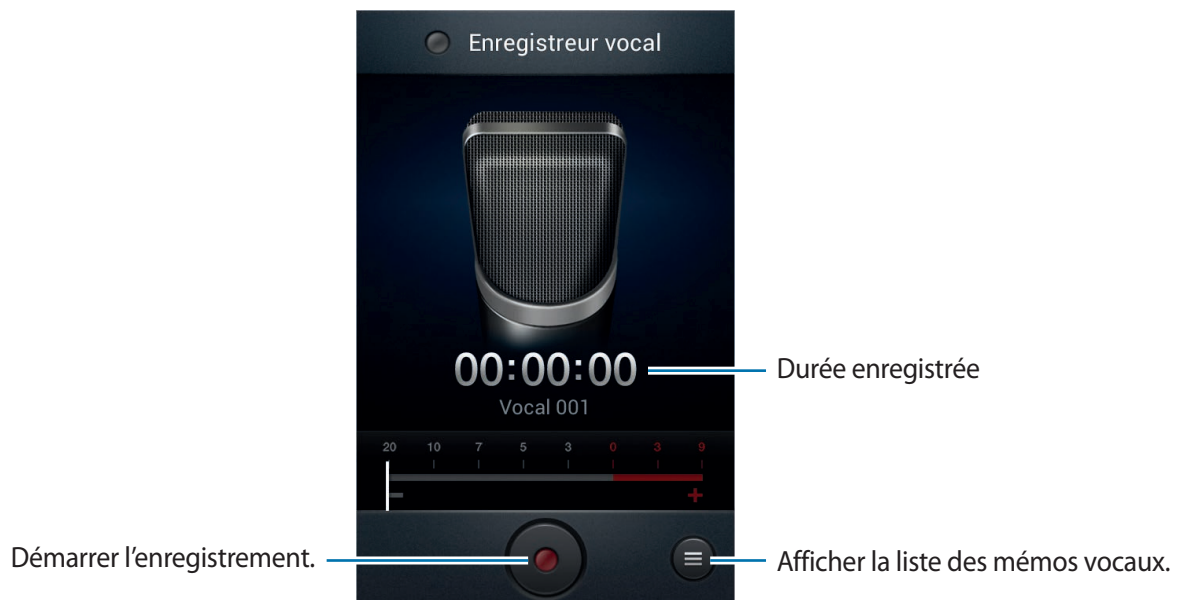 Enregistreur vocal
00:00:00
Durée enregistrée
Vocal 001
20 10 7 5 3 0 3 9
- +
Démarrer l'enregistrement.
Afficher la liste des mémos vocaux.